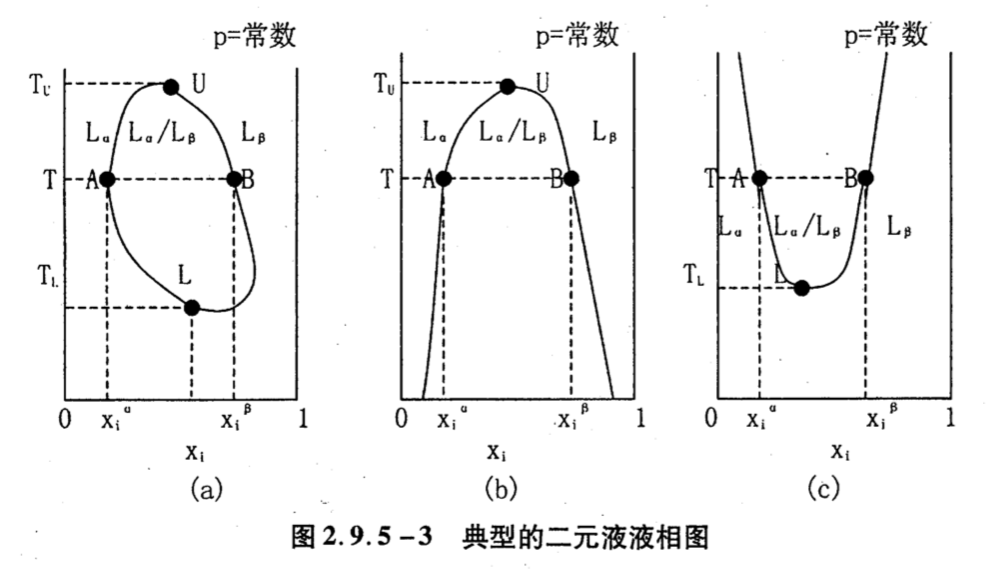 p=常数
T_U U
L_α L_α/L_β L_β
T A B
T_L L
0 x_i^α x_i^β 1
x_i
(a)
p=常数
T_U U
L_α L_α/L_β L_β
T A B
0 x_i^α x_i^β 1
x_i
(b)
p=常数
T A B
L_α L_α/L_β L_β
T_L L
0 x_i^α x_i^β 1
x_i
(c)
图2.9.5-3 典型的二元液液相图